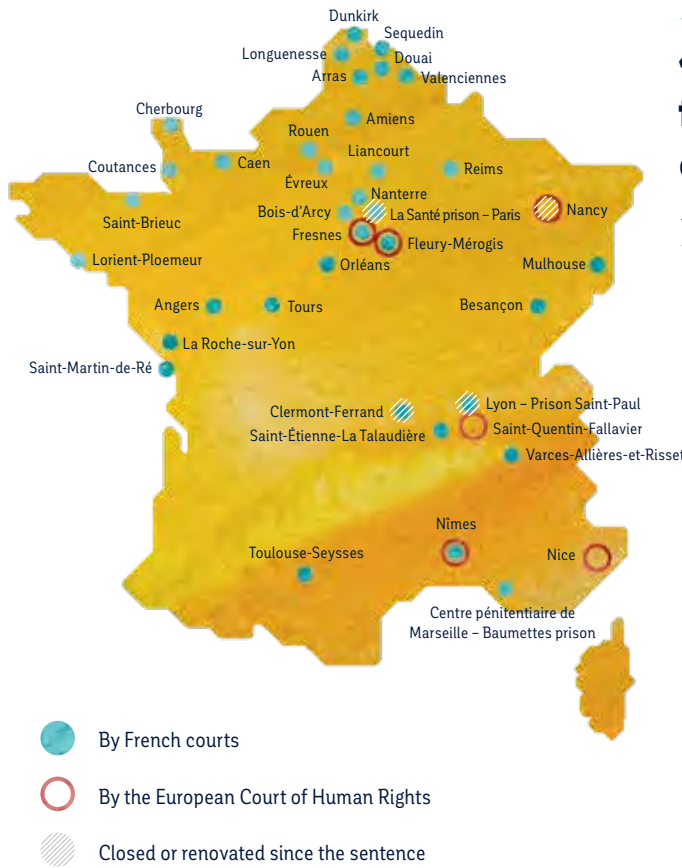 Dunkirk
Sequedin
Longuenesse
Douai
Arras
Valenciennes
Cherbourg
Amiens
Rouen
Liancourt
Coutances
Caen
Évreux
Reims
Nanterre
Saint-Brieuc
Bois-d'Arcy
La Santé prison – Paris
Nancy
Fresnes
Fleury-Mérogis
Lorient-Ploemeur
Orléans
Mulhouse
Angers
Tours
Besançon
La Roche-sur-Yon
Saint-Martin-de-Ré
Clermont-Ferrand
Lyon – Prison Saint-Paul
Saint-Étienne-La Talaudière
Saint-Quentin-Fallavier
Varces-Allières-et-Risset
Nîmes
Toulouse-Seysses
Nice
Centre pénitentiaire de
Marseille – Baumettes prison
By French courts
By the European Court of Human Rights
Closed or renovated since the sentence